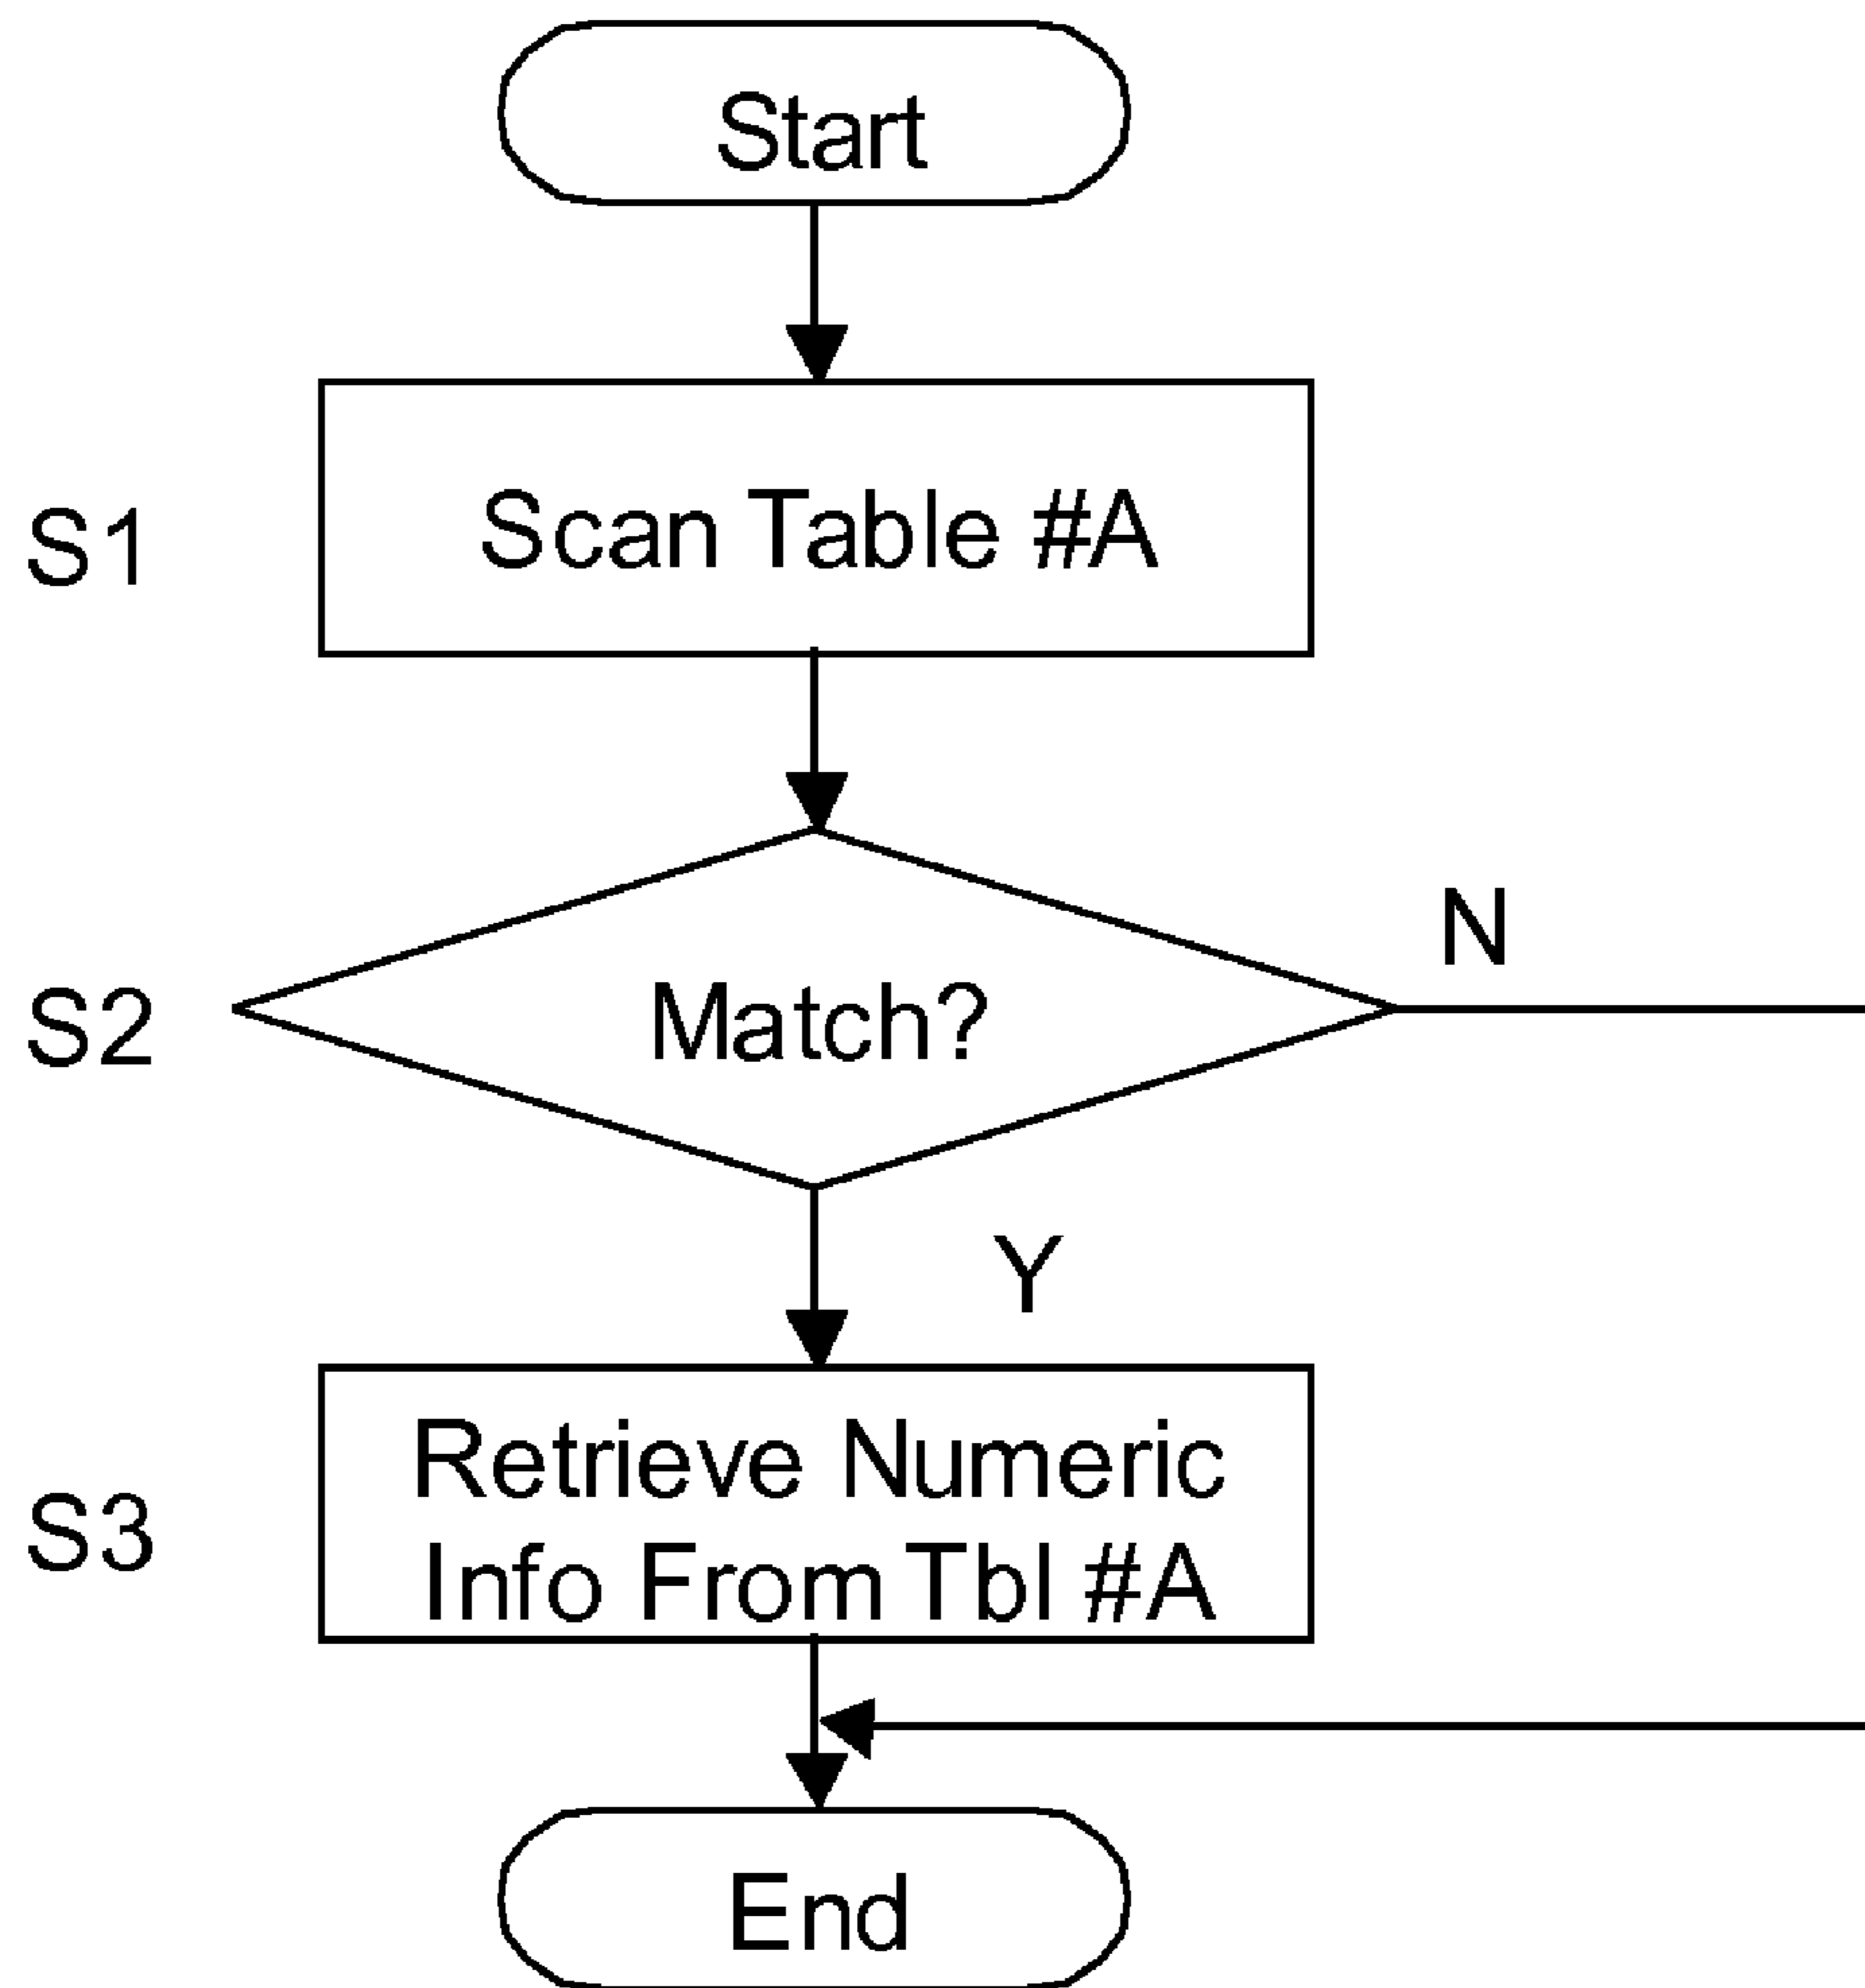 Start
S1
Scan Table #A
N
S2
Match?
Y
S3
Retrieve Numeric
Info From Tbl #A
End